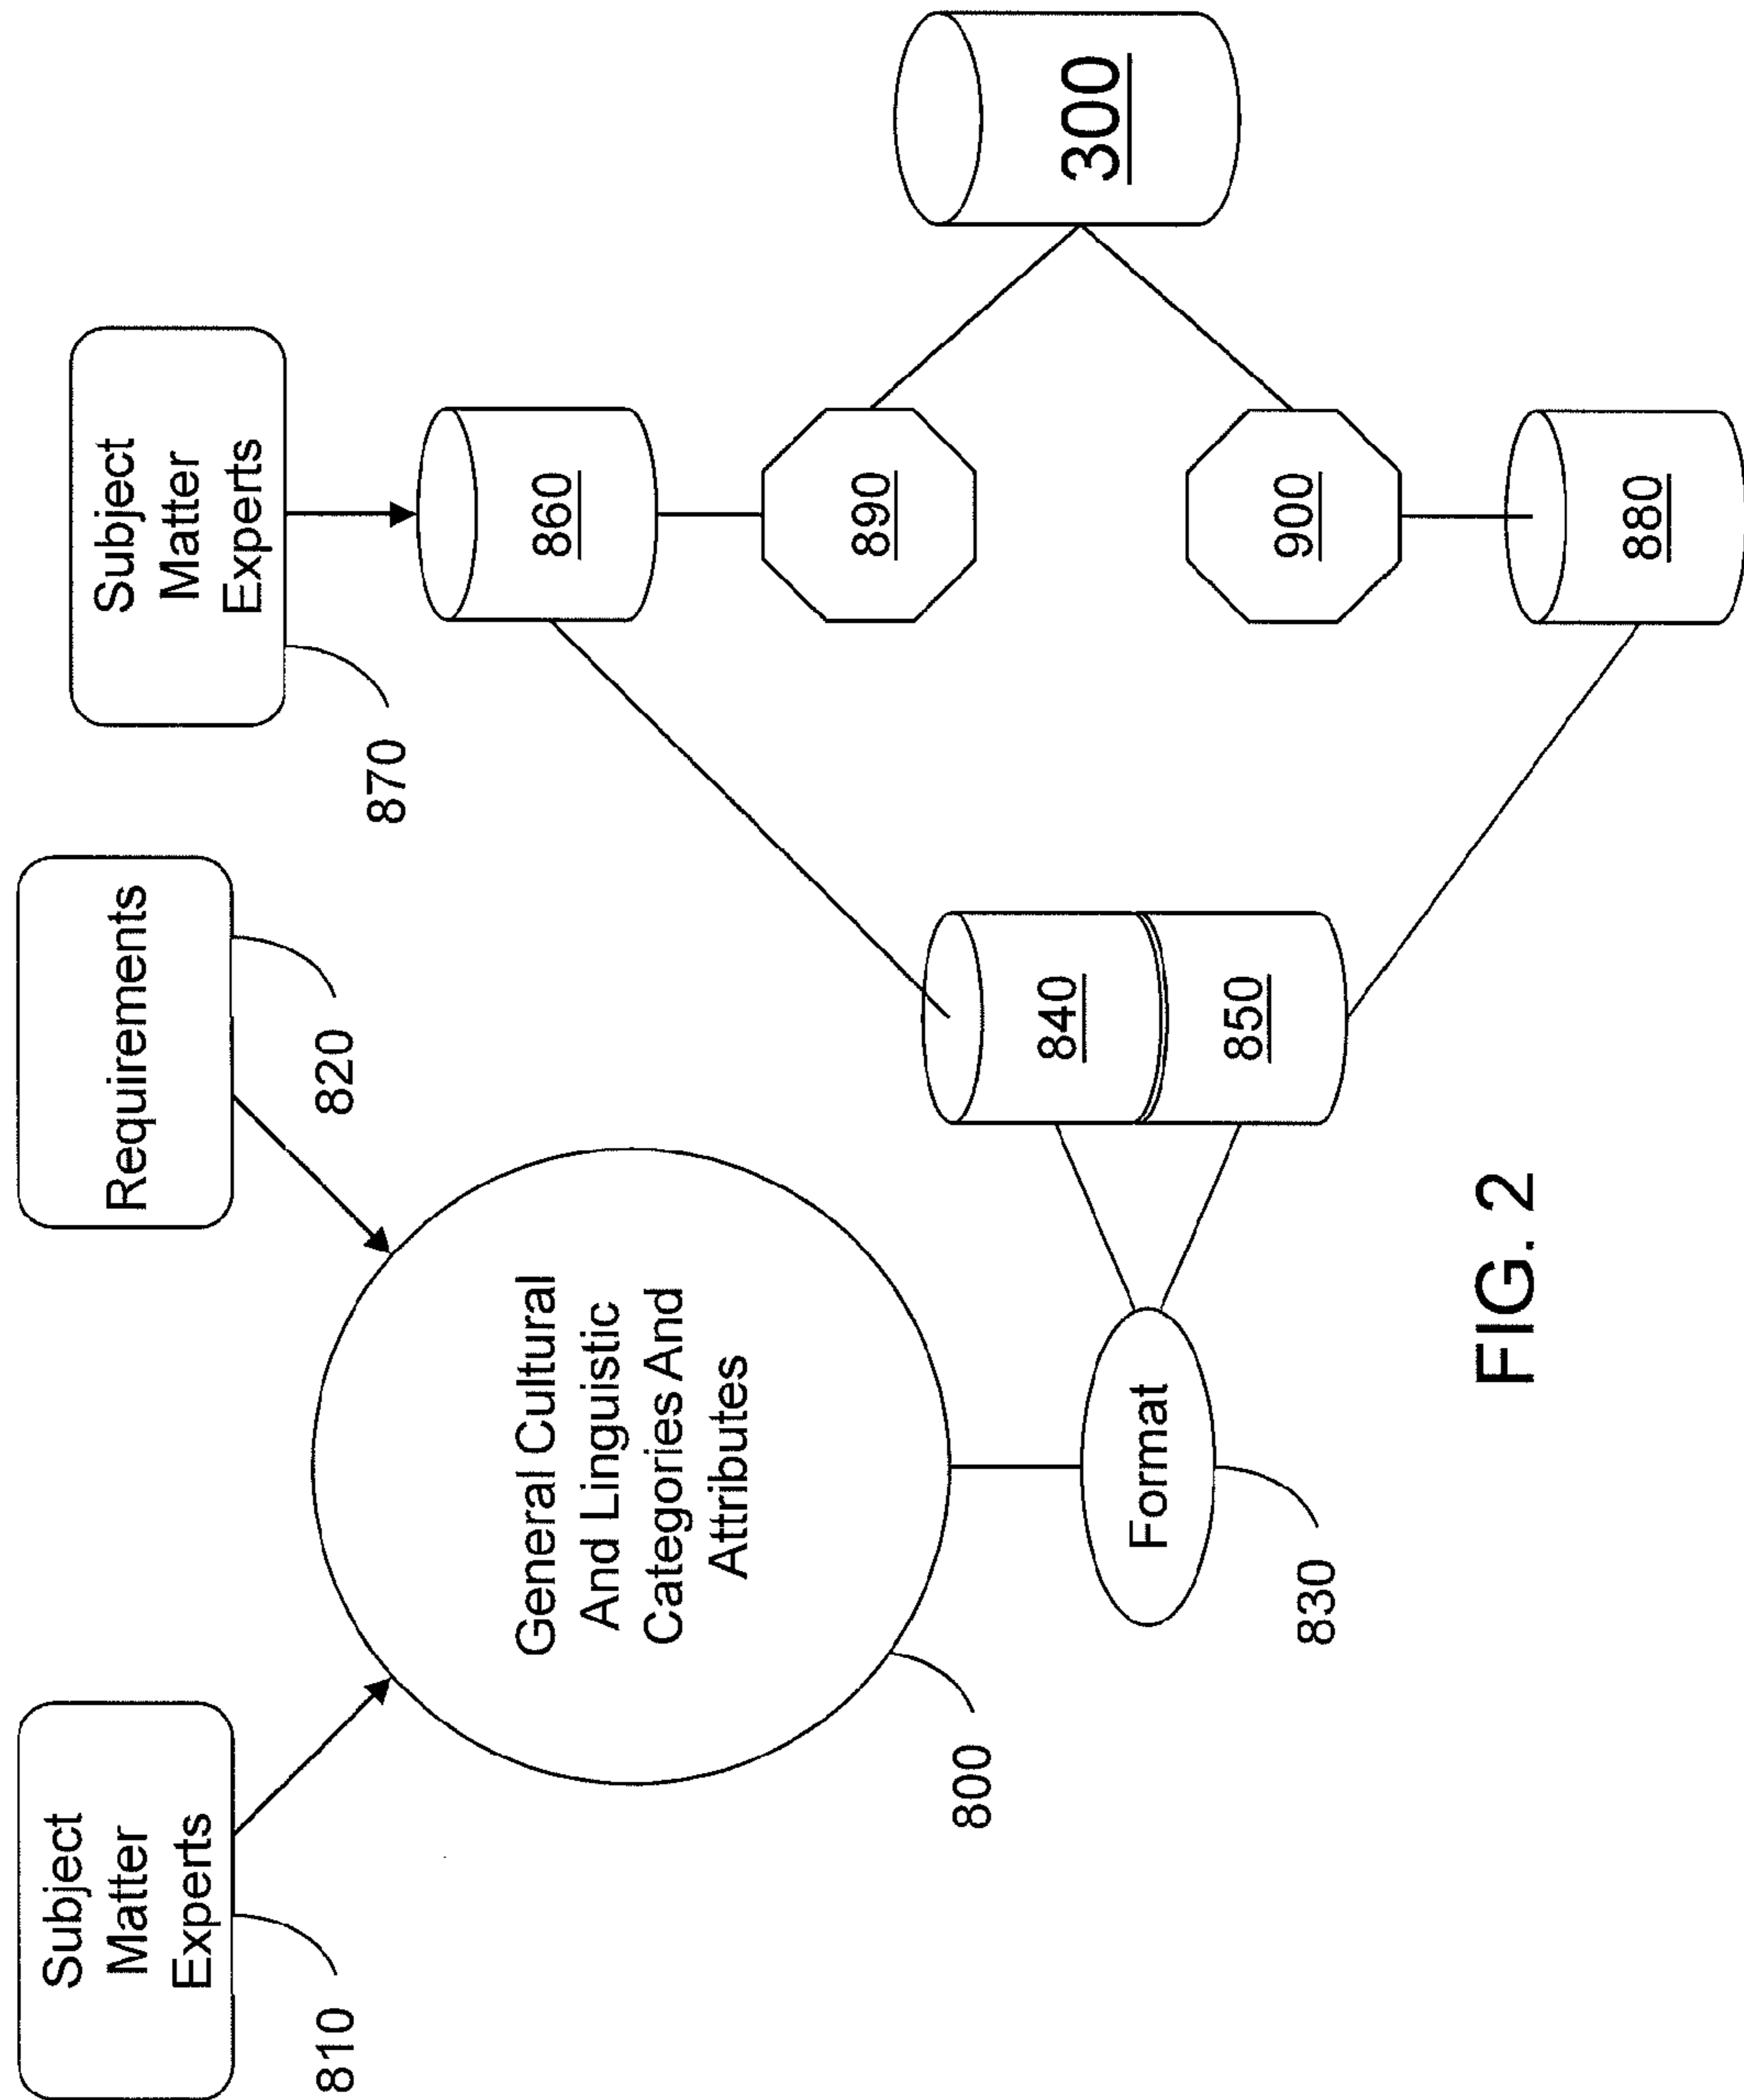 Subject
Matter
Experts
810
Requirements
820
Subject
Matter
Experts
870
General Cultural
And Linguistic
Categories And
Attributes
800
Format
830
840
850
860
890
900
880
300
FIG. 2